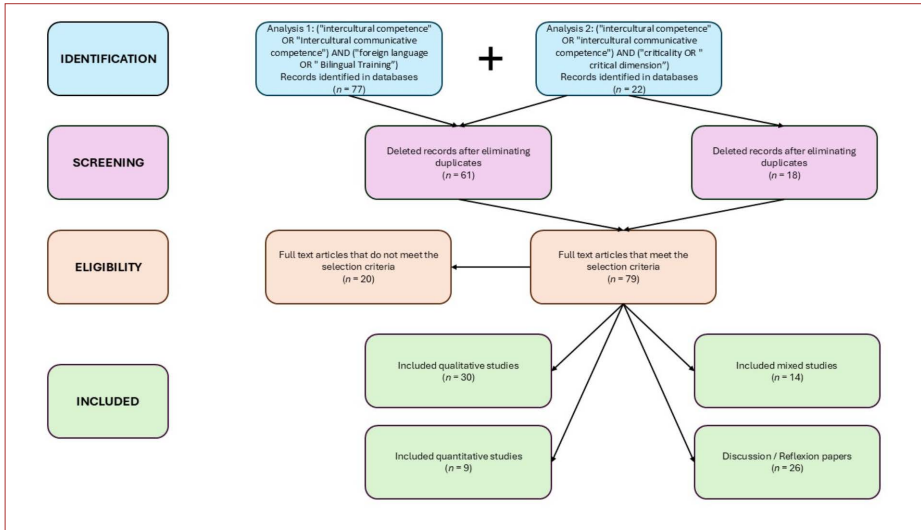 IDENTIFICATION
Analysis 1: ("intercultural competence"
OR "Intercultural communicative
competence") AND ("foreign language
OR " Bilingual Training")
Records identified in databases
(n = 77)
+
Analysis 2: ("intercultural competence"
OR "Intercultural communicative
competence") AND ("criticality OR "
critical dimension")
Records identified in databases
(n = 22)
SCREENING
Deleted records after eliminating
duplicates
(n = 61)
Deleted records after eliminating
duplicates
(n = 18)
ELIGIBILITY
Full text articles that do not meet the
selection criteria
(n = 20)
Full text articles that meet the
selection criteria
(n = 79)
INCLUDED
Included qualitative studies
(n = 30)
Included mixed studies
(n = 14)
Included quantitative studies
(n = 9)
Discussion / Reflexion papers
(n = 26)